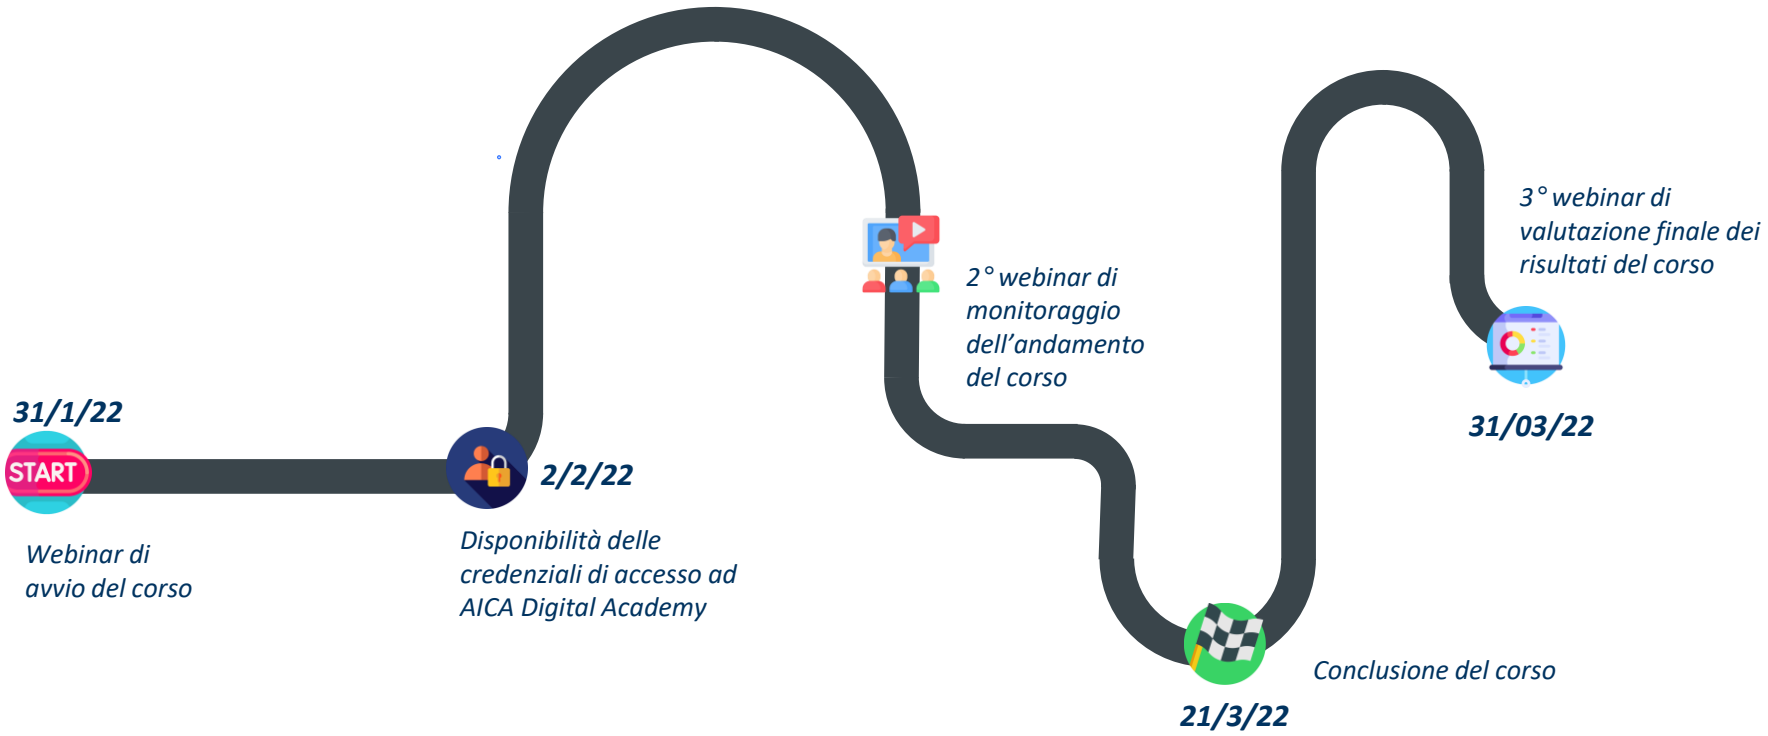 31/1/22
START
Webinar di
avvio del corso
2/2/22
Disponibilità delle
credenziali di accesso ad
AICA Digital Academy
2° webinar di
monitoraggio
dell’andamento
del corso
21/3/22
Conclusione del corso
3° webinar di
valutazione finale dei
risultati del corso
31/03/22